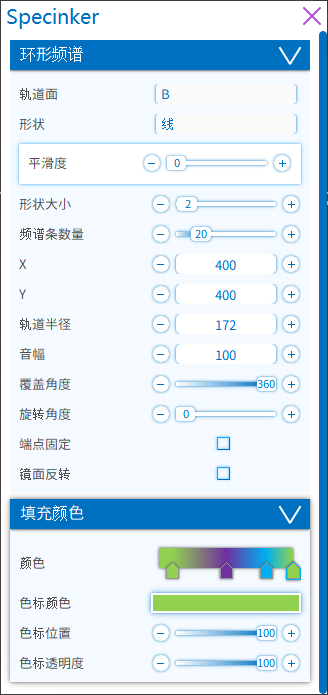 Specinker
环形频谱
轨道面 B
形状 线
平滑度 0
形状大小 2
频谱条数量 20
X 400
Y 400
轨道半径 172
音幅 100
覆盖角度 360
旋转角度 0
端点固定
镜面反转
填充颜色
颜色
色标颜色
色标位置 100
色标透明度 100